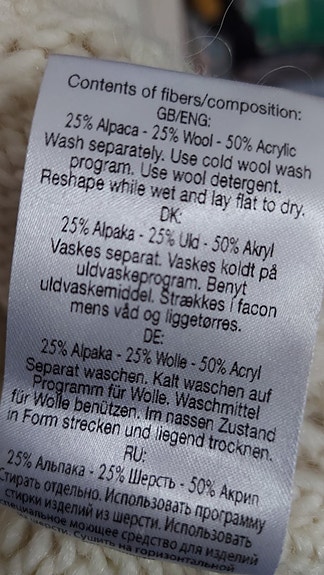 Contents of fibers/composition:
GB/ENG:
25% Alpaca - 25% Wool - 50% Acrylic
Wash separately. Use cold wool wash
program. Use wool detergent.
Reshape while wet and lay flat to dry.
DK:
25% Alpaka - 25% Uld - 50% Akryl
Vaskes separat. Vaskes koldt på
uldvaskeprogram. Benyt
uldvaskemiddel. Strækkes i facon
mens våd og liggetørres.
DE:
25% Alpaka - 25% Wolle - 50% Acryl
Separat waschen. Kalt waschen auf
Programm für Wolle. Waschmittel
für Wolle benützen. Im nassen Zustand
in Form strecken und liegend trocknen.
RU:
25% Альпака - 25% Шерсть - 50% Акрил
Стирать отдельно. Использовать программу
стирки изделий из шерсти. Использовать
специальное моющее средство для изделий
шерсти. Сушить на горизонтальной